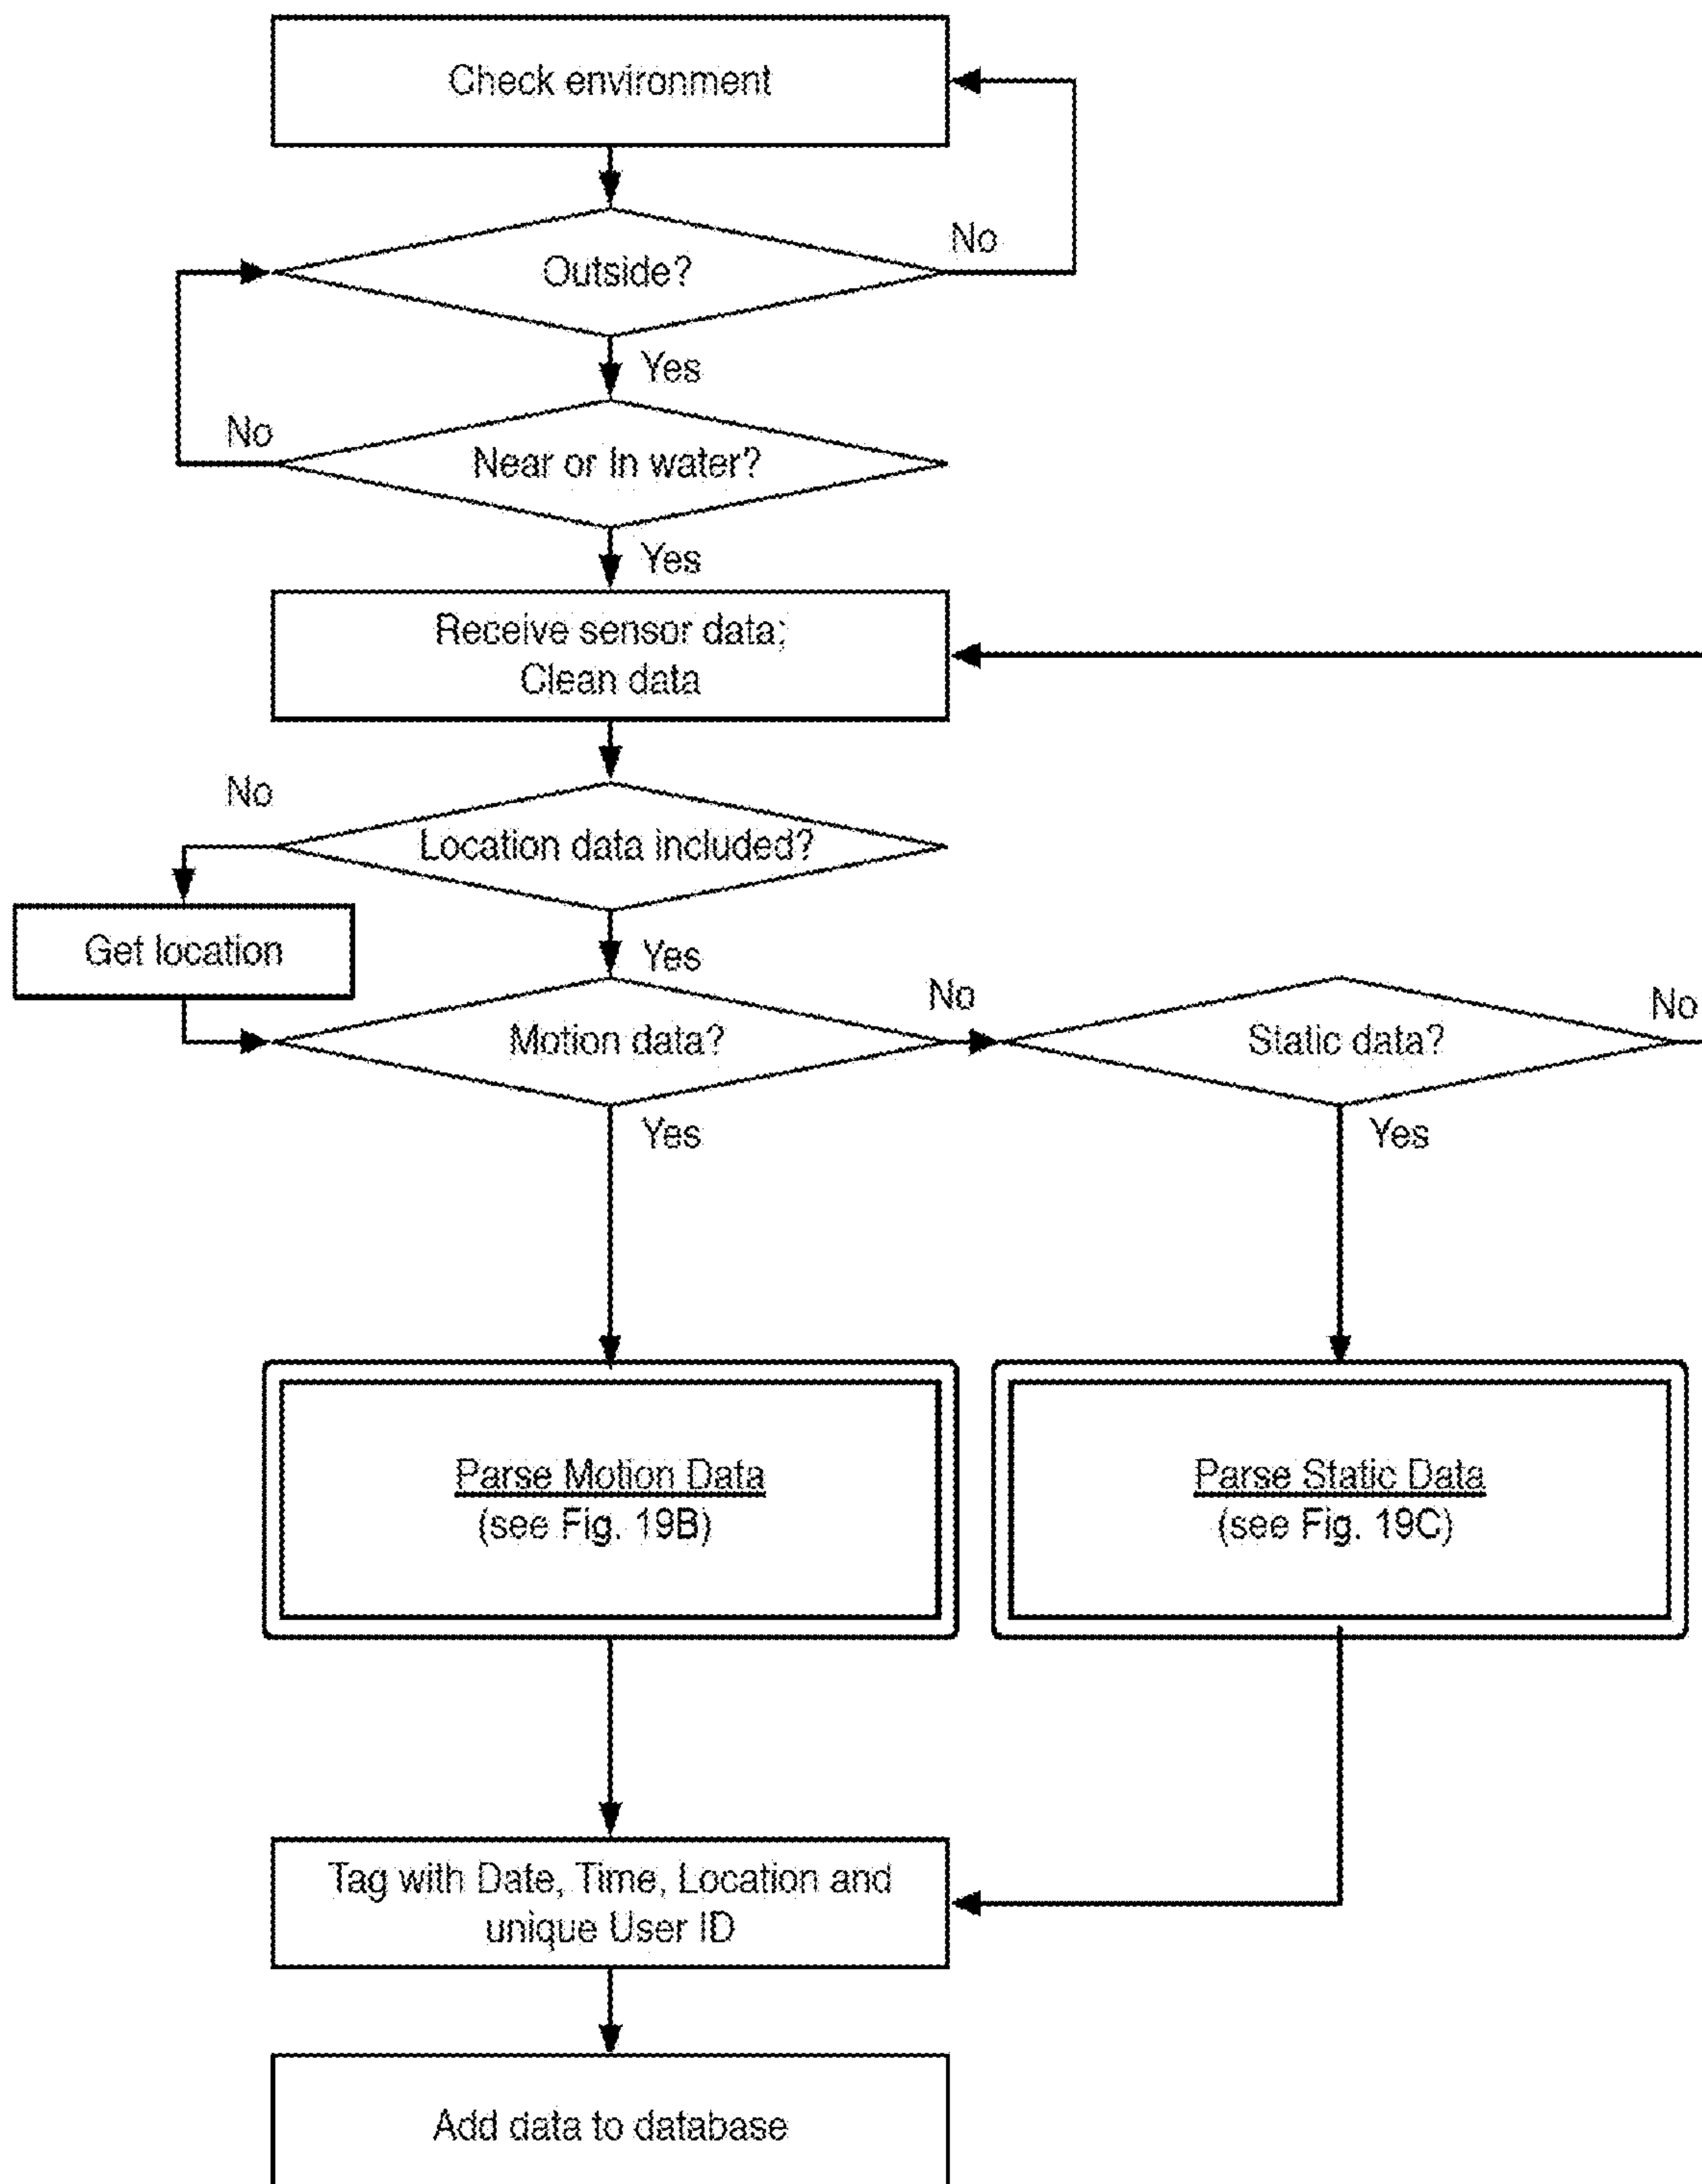 Check environment
No
Outside?
Yes
No
Near or In water?
Yes
Receive sensor data;
Clean data
No
Location data included?
Get location
Yes
No
No
Motion data?
Static data?
Yes
Yes
Parse Motion Data
(see Fig. 19B)
Parse Static Data
(see Fig. 19C)
Tag with Date, Time, Location and
unique User ID
Add data to database